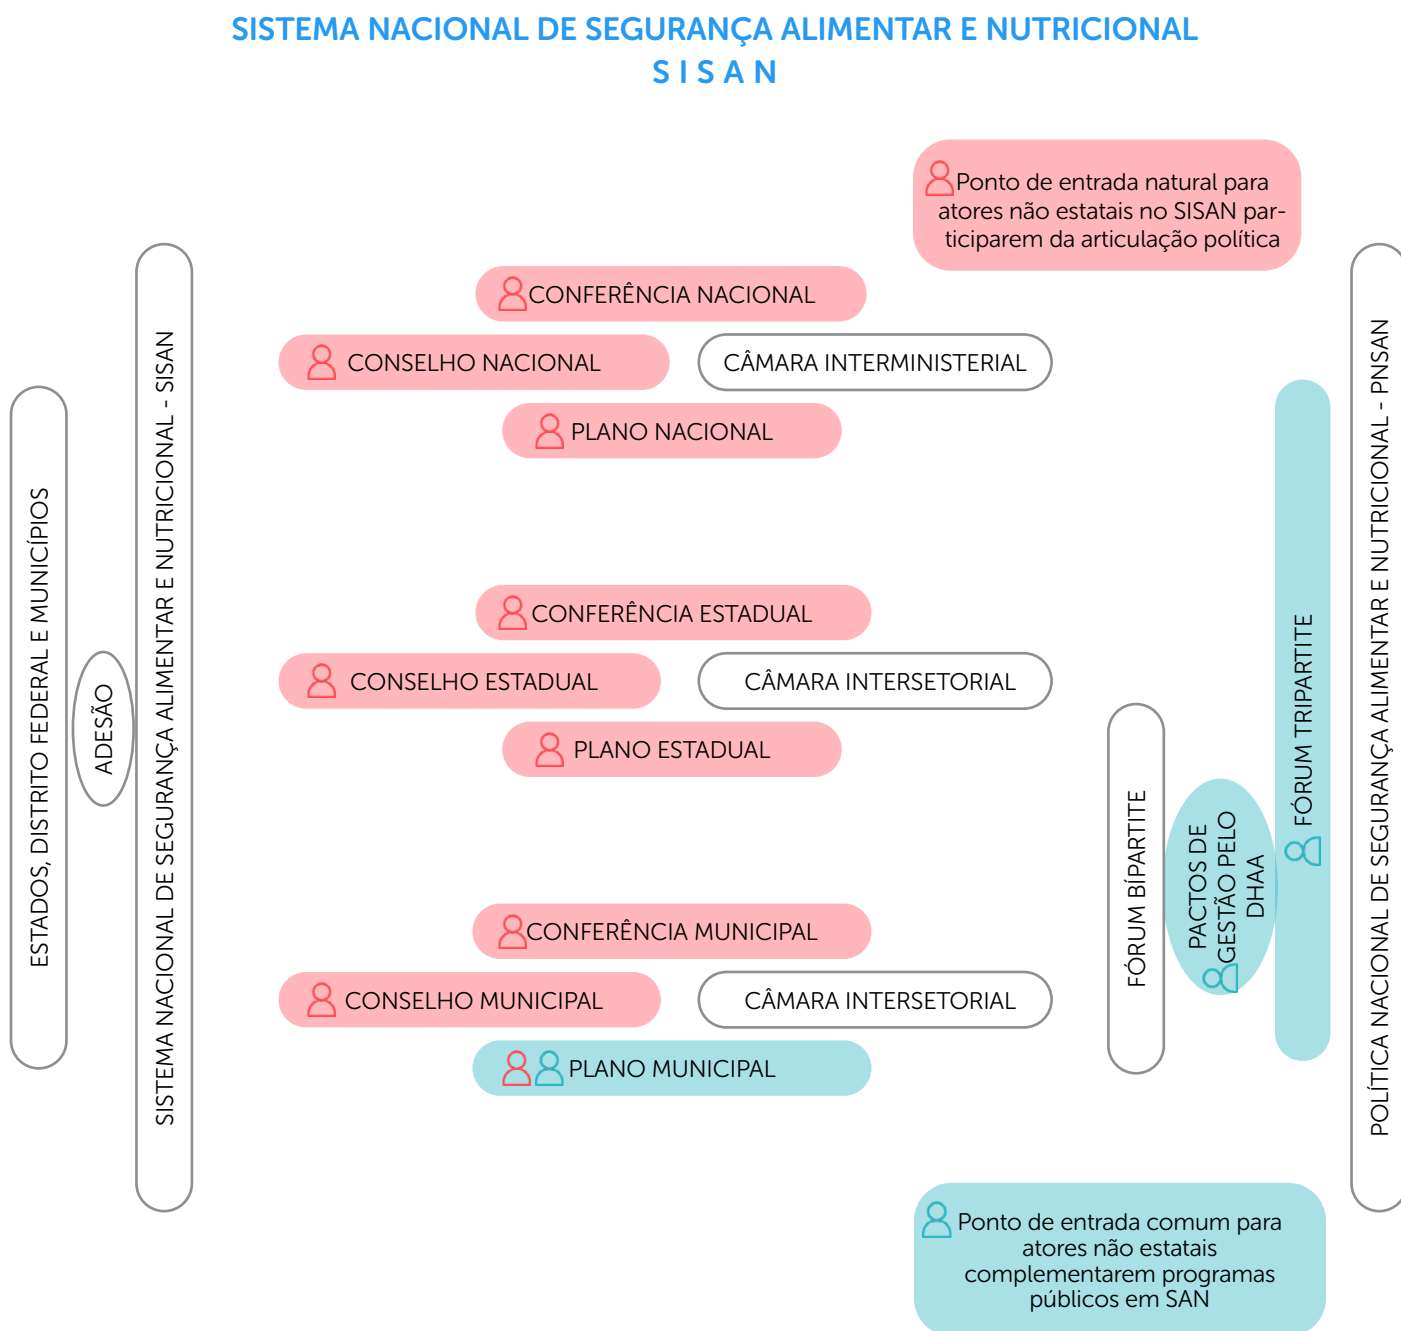 SISTEMA NACIONAL DE SEGURANÇA ALIMENTAR E NUTRICIONAL
S I S A N
Ponto de entrada natural para
atores não estatais no SISAN par-
ticiparem da articulação política
ESTADOS, DISTRITO FEDERAL E MUNICÍPIOS
ADESÃO
SISTEMA NACIONAL DE SEGURANÇA ALIMENTAR E NUTRICIONAL - SISAN
CONFERÊNCIA NACIONAL
CONSELHO NACIONAL
CÂMARA INTERMINISTERIAL
PLANO NACIONAL
CONFERÊNCIA ESTADUAL
CONSELHO ESTADUAL
CÂMARA INTERSETORIAL
PLANO ESTADUAL
CONFERÊNCIA MUNICIPAL
CONSELHO MUNICIPAL
CÂMARA INTERSETORIAL
PLANO MUNICIPAL
FÓRUM BÍPARTITE
PACTOS DE
GESTÃO PELO
DHAA
FÓRUM TRIPARTITE
POLÍTICA NACIONAL DE SEGURANÇA ALIMENTAR E NUTRICIONAL - PNSAN
Ponto de entrada comum para
atores não estatais
complementarem programas
públicos em SAN